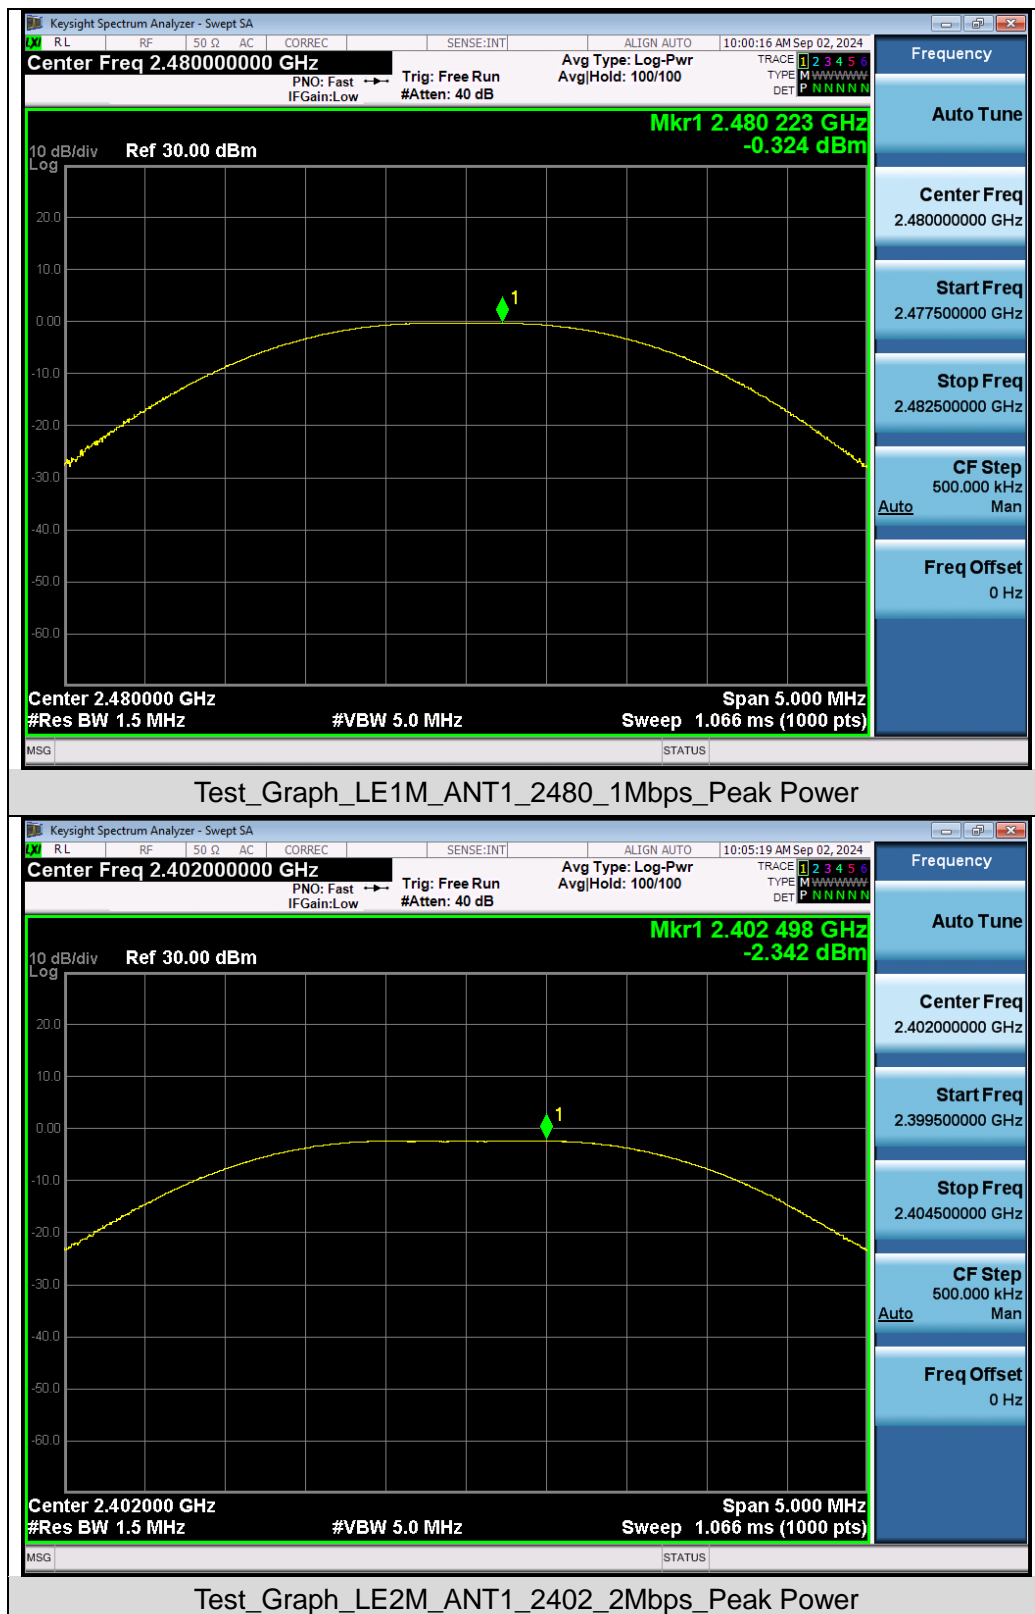 Keysight Spectrum Analyzer - Swept SA
LXI RL RF 50 Ω AC CORREC SENSE:INT ALIGN AUTO 10:00:16 AM Sep 02, 2024
Center Freq 2.480000000 GHz
PNO: Fast
IFGain:Low
Trig: Free Run
#Atten: 40 dB
Avg Type: Log-Pwr
Avg|Hold: 100/100
TRACE 1 2 3 4 5 6
TYPE M WWWWW
DET P N N N N N
Mkr1 2.480 223 GHz
-0.324 dBm
10 dB/div Ref 30.00 dBm
Log
20.0
10.0
0.00
-10.0
-20.0
-30.0
-40.0
-50.0
-60.0
1
Center 2.480000 GHz Span 5.000 MHz
#Res BW 1.5 MHz #VBW 5.0 MHz Sweep 1.066 ms (1000 pts)
MSG STATUS
Frequency
Auto Tune
Center Freq
2.480000000 GHz
Start Freq
2.477500000 GHz
Stop Freq
2.482500000 GHz
CF Step
500.000 kHz
Auto Man
Freq Offset
0 Hz
Test_Graph_LE1M_ANT1_2480_1Mbps_Peak Power
Keysight Spectrum Analyzer - Swept SA
LXI RL RF 50 Ω AC CORREC SENSE:INT ALIGN AUTO 10:05:19 AM Sep 02, 2024
Center Freq 2.402000000 GHz
PNO: Fast
IFGain:Low
Trig: Free Run
#Atten: 40 dB
Avg Type: Log-Pwr
Avg|Hold: 100/100
TRACE 1 2 3 4 5 6
TYPE M WWWWW
DET P N N N N N
Mkr1 2.402 498 GHz
-2.342 dBm
10 dB/div Ref 30.00 dBm
Log
20.0
10.0
0.00
-10.0
-20.0
-30.0
-40.0
-50.0
-60.0
1
Center 2.402000 GHz Span 5.000 MHz
#Res BW 1.5 MHz #VBW 5.0 MHz Sweep 1.066 ms (1000 pts)
MSG STATUS
Frequency
Auto Tune
Center Freq
2.402000000 GHz
Start Freq
2.399500000 GHz
Stop Freq
2.404500000 GHz
CF Step
500.000 kHz
Auto Man
Freq Offset
0 Hz
Test_Graph_LE2M_ANT1_2402_2Mbps_Peak Power